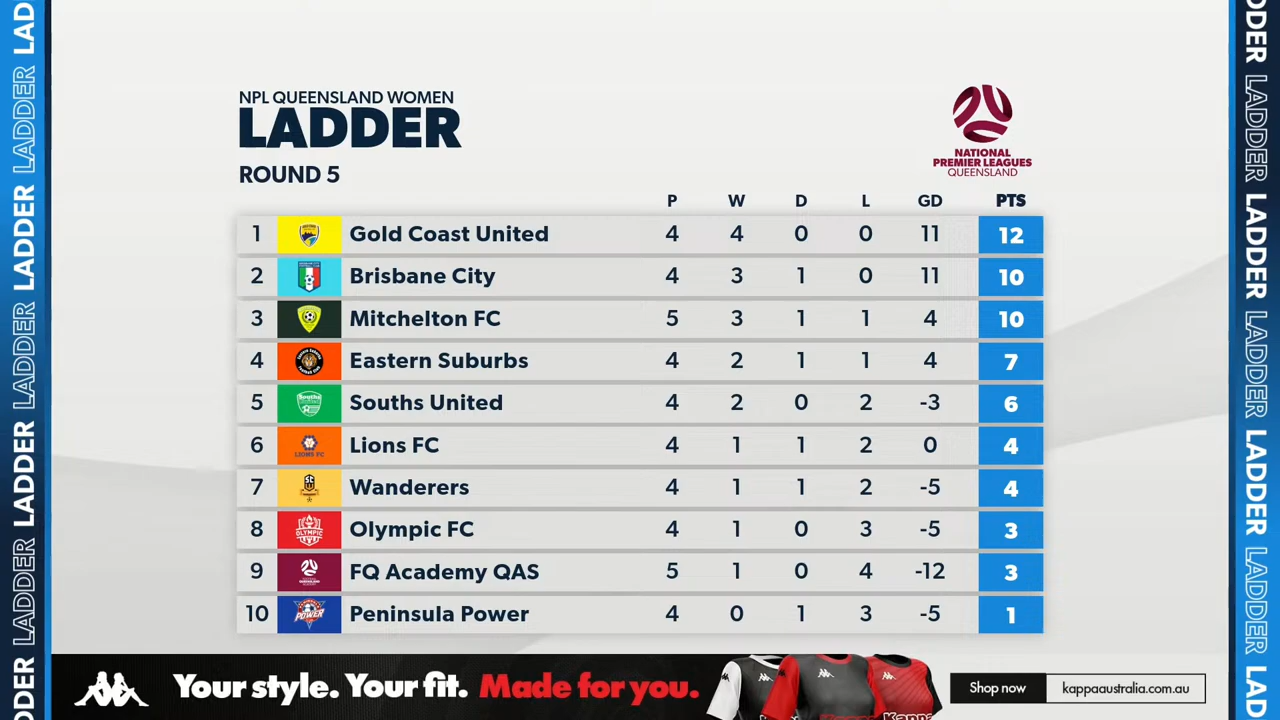 NPL QUEENSLAND WOMEN
LADDER
ROUND 5
NATIONAL
PREMIER LEAGUES
QUEENSLAND
P W D L GD PTS
1 Gold Coast United 4 4 0 0 11 12
2 Brisbane City 4 3 1 0 11 10
3 Mitchelton FC 5 3 1 1 4 10
4 Eastern Suburbs 4 2 1 1 4 7
5 Souths United 4 2 0 2 -3 6
6 LIONS FC Lions FC 4 1 1 2 0 4
7 Wanderers 4 1 1 2 -5 4
8 OLYMPIC Olympic FC 4 1 0 3 -5 3
9 FQ Academy QAS 5 1 0 4 -12 3
10 POWER Peninsula Power 4 0 1 3 -5 1
Your style. Your fit. Made for you.
Shop now kappaaustralia.com.au
LADDER LADDER LADDER LADDER LADDER LADDER
LADDER LADDER LADDER LADDER LADDER LADDER